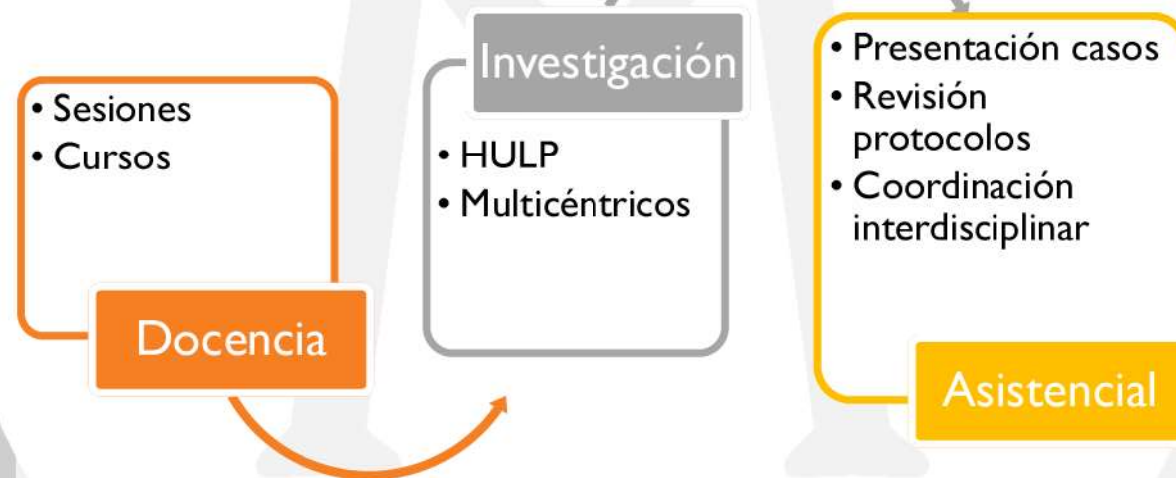 • Sesiones
• Cursos
Docencia
Investigación
• HULP
• Multicéntricos
• Presentación casos
• Revisión
protocolos
• Coordinación
interdisciplinar
Asistencial